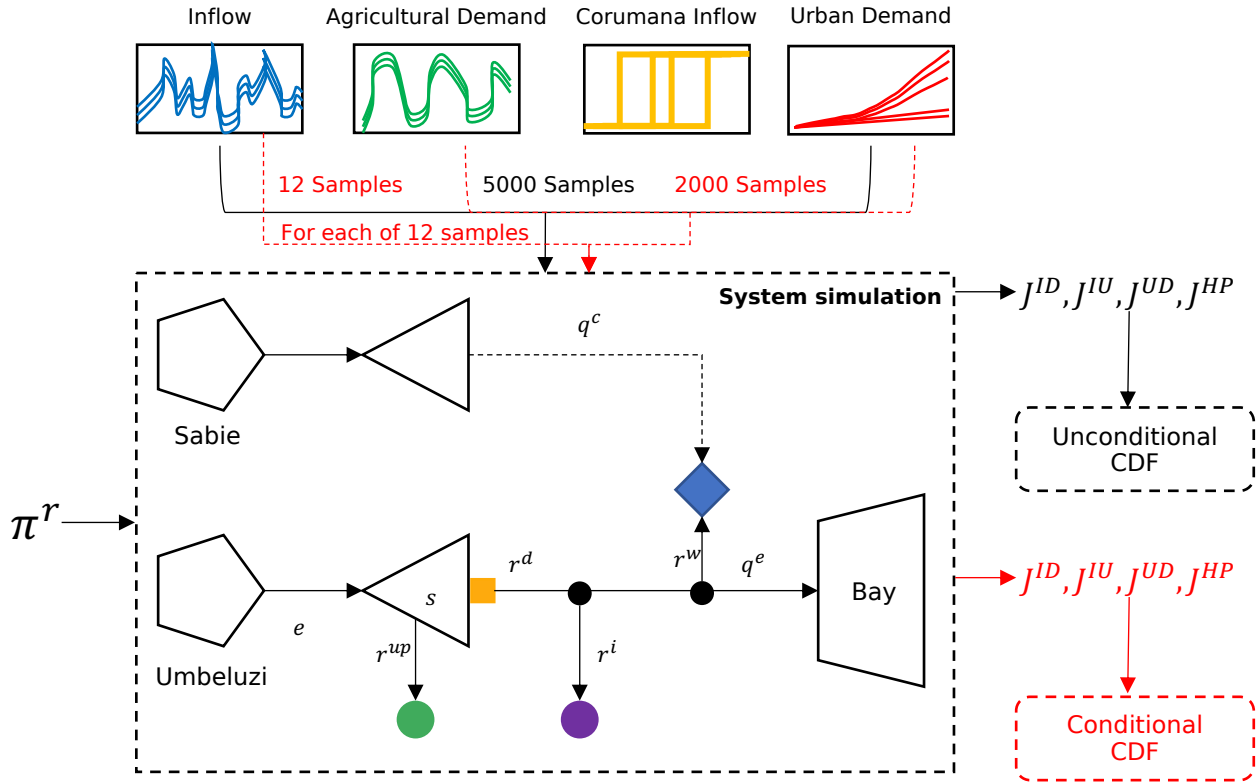 Inflow
Agricultural Demand
Corumana Inflow
Urban Demand
12 Samples
5000 Samples
2000 Samples
For each of 12 samples
System simulation
J^{ID}, J^{IU}, J^{UD}, J^{HP}
q^c
Sabie
Unconditional
CDF
π^r
r^d
r^w
q^e
s
Bay
e
r^{up}
r^i
Umbeluzi
J^{ID}, J^{IU}, J^{UD}, J^{HP}
Conditional
CDF